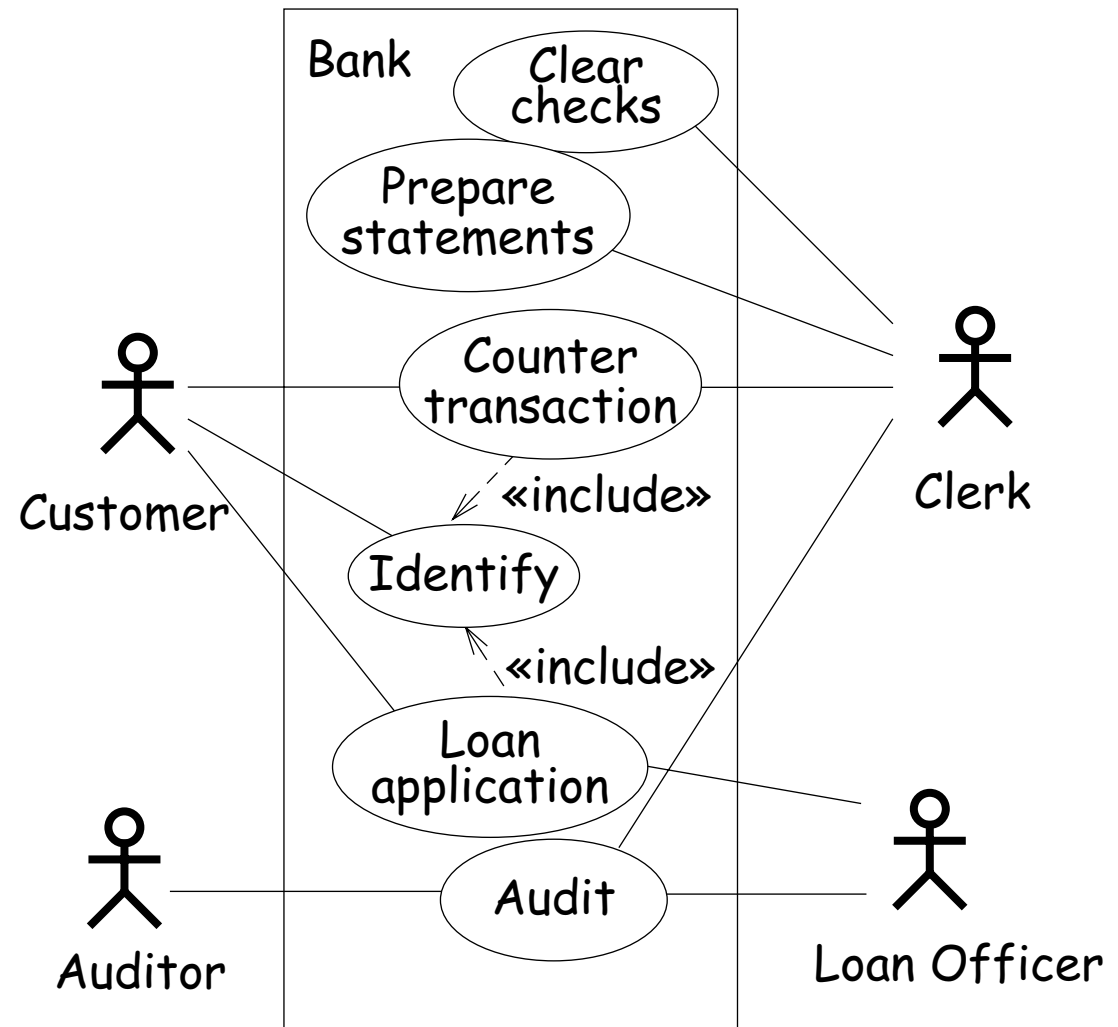 Bank
Clear
checks
Prepare
statements
Counter
transaction
«include»
Customer
Clerk
Identify
«include»
Loan
application
Audit
Auditor
Loan Officer